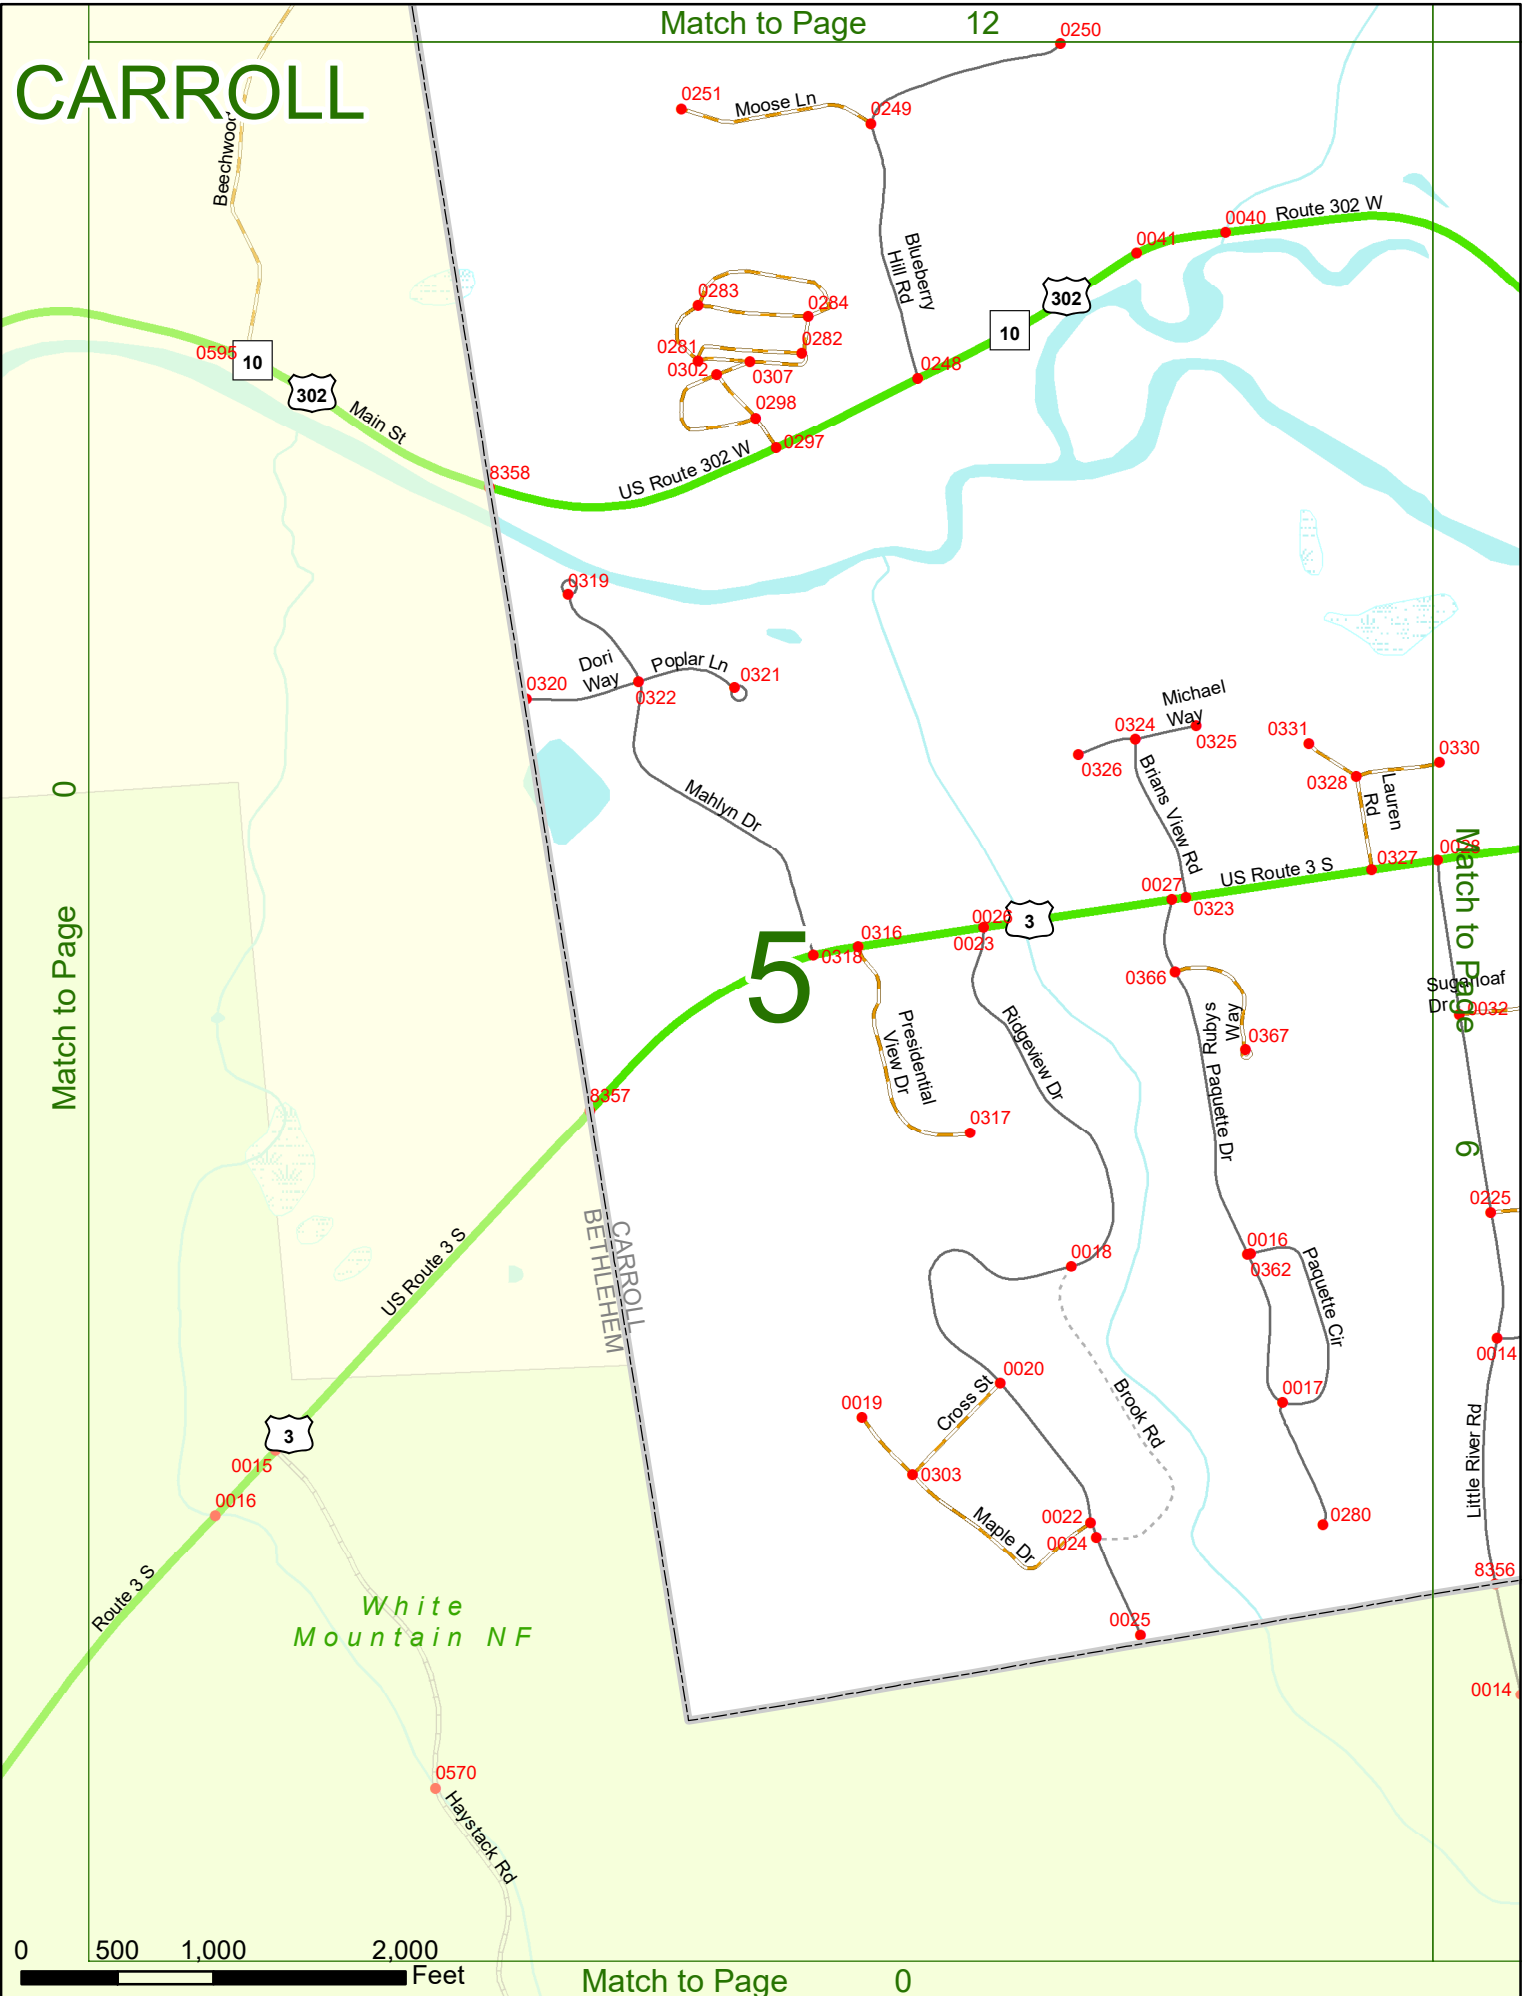 Match to Page 12
CARROLL
0250
0251
Moose Ln
0249
Beechwood
0040
Route 302 W
0041
Blueberry
Hill Rd
302
10
0283
0284
0281
0282
0302
0307
0248
0595
10
302
0298
0297
Main St
US Route 302 W
8358
0319
Dori
Way
Poplar Ln
0320
0322
0321
Michael
Way
0324
0325
0326
0331
0330
0328
Lauren
Rd
Brians View Rd
Mahlyn Dr
0
Match to Page
US Route 3 S
0327
0028
0027
0323
0026
0023
3
0316
0318
5
Match to Page
6
0366
Sugarloaf
Dr
0032
Rubys
Way
0367
Presidential
View Dr
Ridgeview Dr
Paquette Dr
8357
0317
0225
CARROLL
BETHLEHEM
US Route 3 S
0018
0016
0362
Paquette Cir
0014
0020
0019
Cross St
Brook Rd
0017
Little River Rd
3
0015
0016
0303
Maple Dr
0022
0024
0280
8356
Route 3 S
White
Mountain NF
0025
0014
0570
Haystack Rd
0 500 1,000 2,000
Feet
Match to Page 0